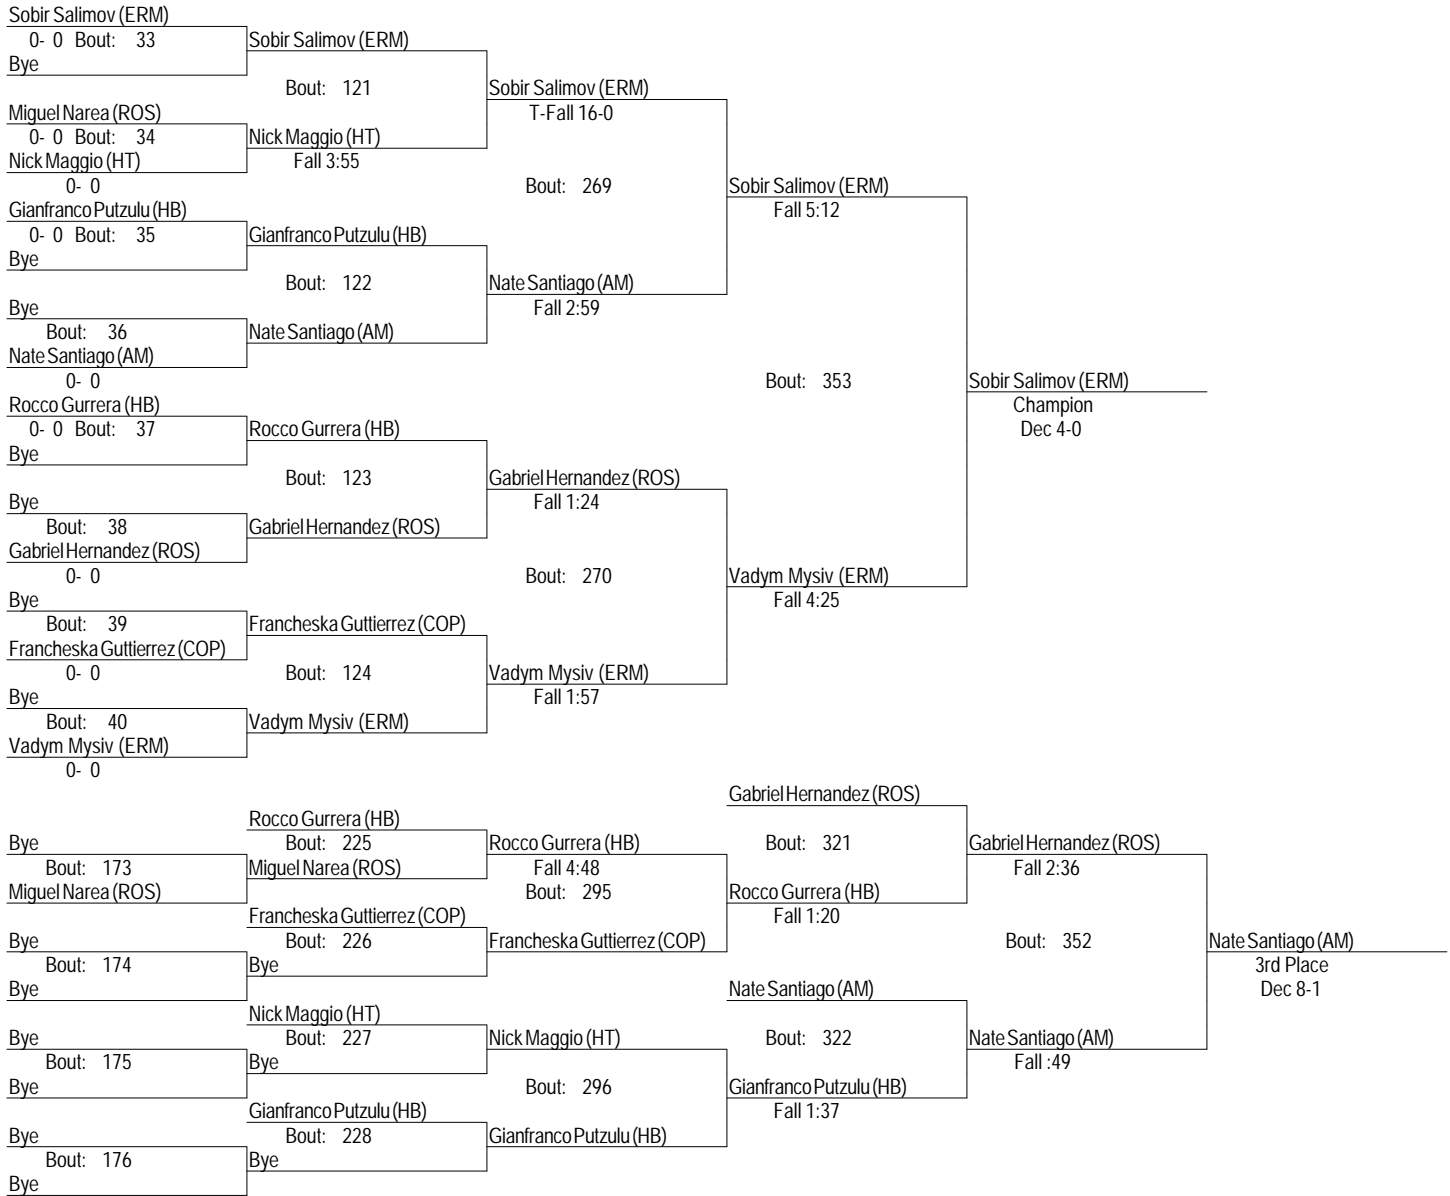 Sobir Salimov (ERM)
0- 0 Bout: 33
Sobir Salimov (ERM)
Bye
Bout: 121
Sobir Salimov (ERM)
Miguel Narea (ROS)
T-Fall 16-0
0- 0 Bout: 34
Nick Maggio (HT)
Nick Maggio (HT)
Fall 3:55
0- 0
Bout: 269
Sobir Salimov (ERM)
Gianfranco Putzulu (HB)
Fall 5:12
0- 0 Bout: 35
Gianfranco Putzulu (HB)
Bye
Bout: 122
Nate Santiago (AM)
Bye
Fall 2:59
Bout: 36
Nate Santiago (AM)
Nate Santiago (AM)
0- 0
Bout: 353
Sobir Salimov (ERM)
Rocco Gurrera (HB)
Champion
0- 0 Bout: 37
Rocco Gurrera (HB)
Dec 4-0
Bye
Bout: 123
Gabriel Hernandez (ROS)
Bye
Fall 1:24
Bout: 38
Gabriel Hernandez (ROS)
Gabriel Hernandez (ROS)
0- 0
Bout: 270
Vadym Mysiv (ERM)
Bye
Fall 4:25
Bout: 39
Francheska Guttierrez (COP)
Francheska Guttierrez (COP)
0- 0
Bout: 124
Vadym Mysiv (ERM)
Bye
Fall 1:57
Bout: 40
Vadym Mysiv (ERM)
Vadym Mysiv (ERM)
0- 0
Gabriel Hernandez (ROS)
Rocco Gurrera (HB)
Bye
Bout: 225
Rocco Gurrera (HB)
Bout: 321
Gabriel Hernandez (ROS)
Bout: 173
Miguel Narea (ROS)
Fall 4:48
Fall 2:36
Miguel Narea (ROS)
Bout: 295
Rocco Gurrera (HB)
Francheska Guttierrez (COP)
Fall 1:20
Bye
Bout: 226
Francheska Guttierrez (COP)
Bout: 352
Nate Santiago (AM)
Bout: 174
Bye
3rd Place
Bye
Nate Santiago (AM)
Dec 8-1
Nick Maggio (HT)
Bye
Bout: 227
Nick Maggio (HT)
Bout: 322
Nate Santiago (AM)
Bout: 175
Bye
Fall :49
Bye
Bout: 296
Gianfranco Putzulu (HB)
Gianfranco Putzulu (HB)
Fall 1:37
Bye
Bout: 228
Gianfranco Putzulu (HB)
Bout: 176
Bye
Bye